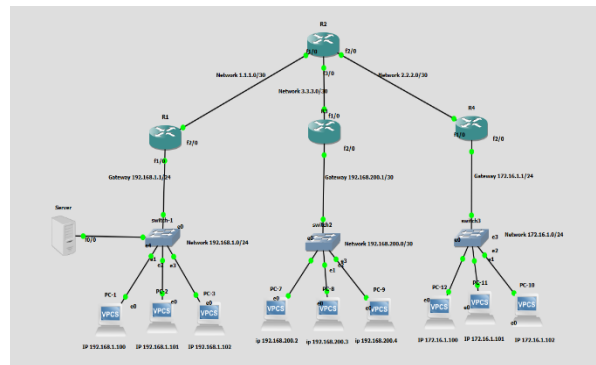 R2
f2/0
f3/0
Network 1.1.1.0/30
Network 3.3.3.0/30
Network 2.2.2.0/30
R1
f2/0
f1/0
f1/0
R3
f2/0
R4
f1/0
f2/0
Gateway 192.168.1.1/24
Gateway 192.168.200.1/30
Gateway 172.16.1.1/24
Server
f0/0
switch-1
e0
e4
e1
e2
e3
Network 192.168.1.0/24
switch2
e0
e1
e3
Network 192.168.200.0/30
switch3
e0
e3
e2
e1
Network 172.16.1.0/24
PC-1
PC-2
PC-3
PC-7
PC-8
PC-9
PC-12
PC-11
PC-10
e0
e0
e0
e0
e0
e0
e0
e0
e0
VPCS
VPCS
VPCS
VPCS
VPCS
VPCS
VPCS
VPCS
VPCS
IP 192.168.1.100
IP 192.168.1.101
IP 192.168.1.102
ip 192.168.200.2
ip 192.168.200.3
ip 192.168.200.4
IP 172.16.1.100
IP 172.16.1.101
IP 172.16.1.102